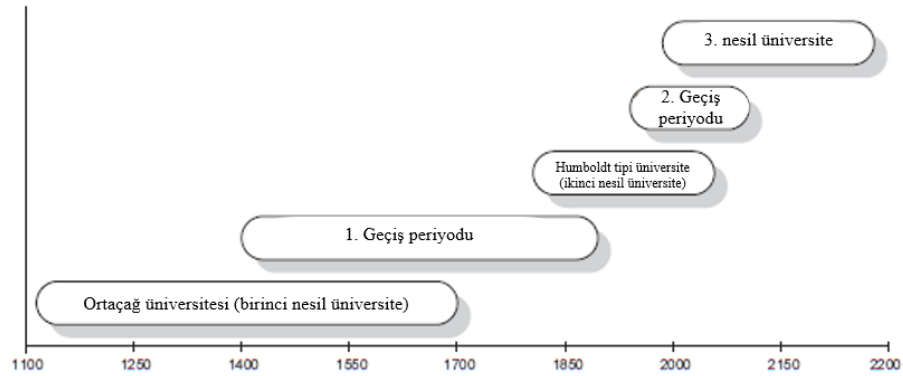 3. nesil üniversite
2. Geçiş
periyodu
Humboldt tipi üniversite
(ikinci nesil üniversite)
1. Geçiş periyodu
Ortaçağ üniversitesi (birinci nesil üniversite)
1100 1250 1400 1550 1700 1850 2000 2150 2200